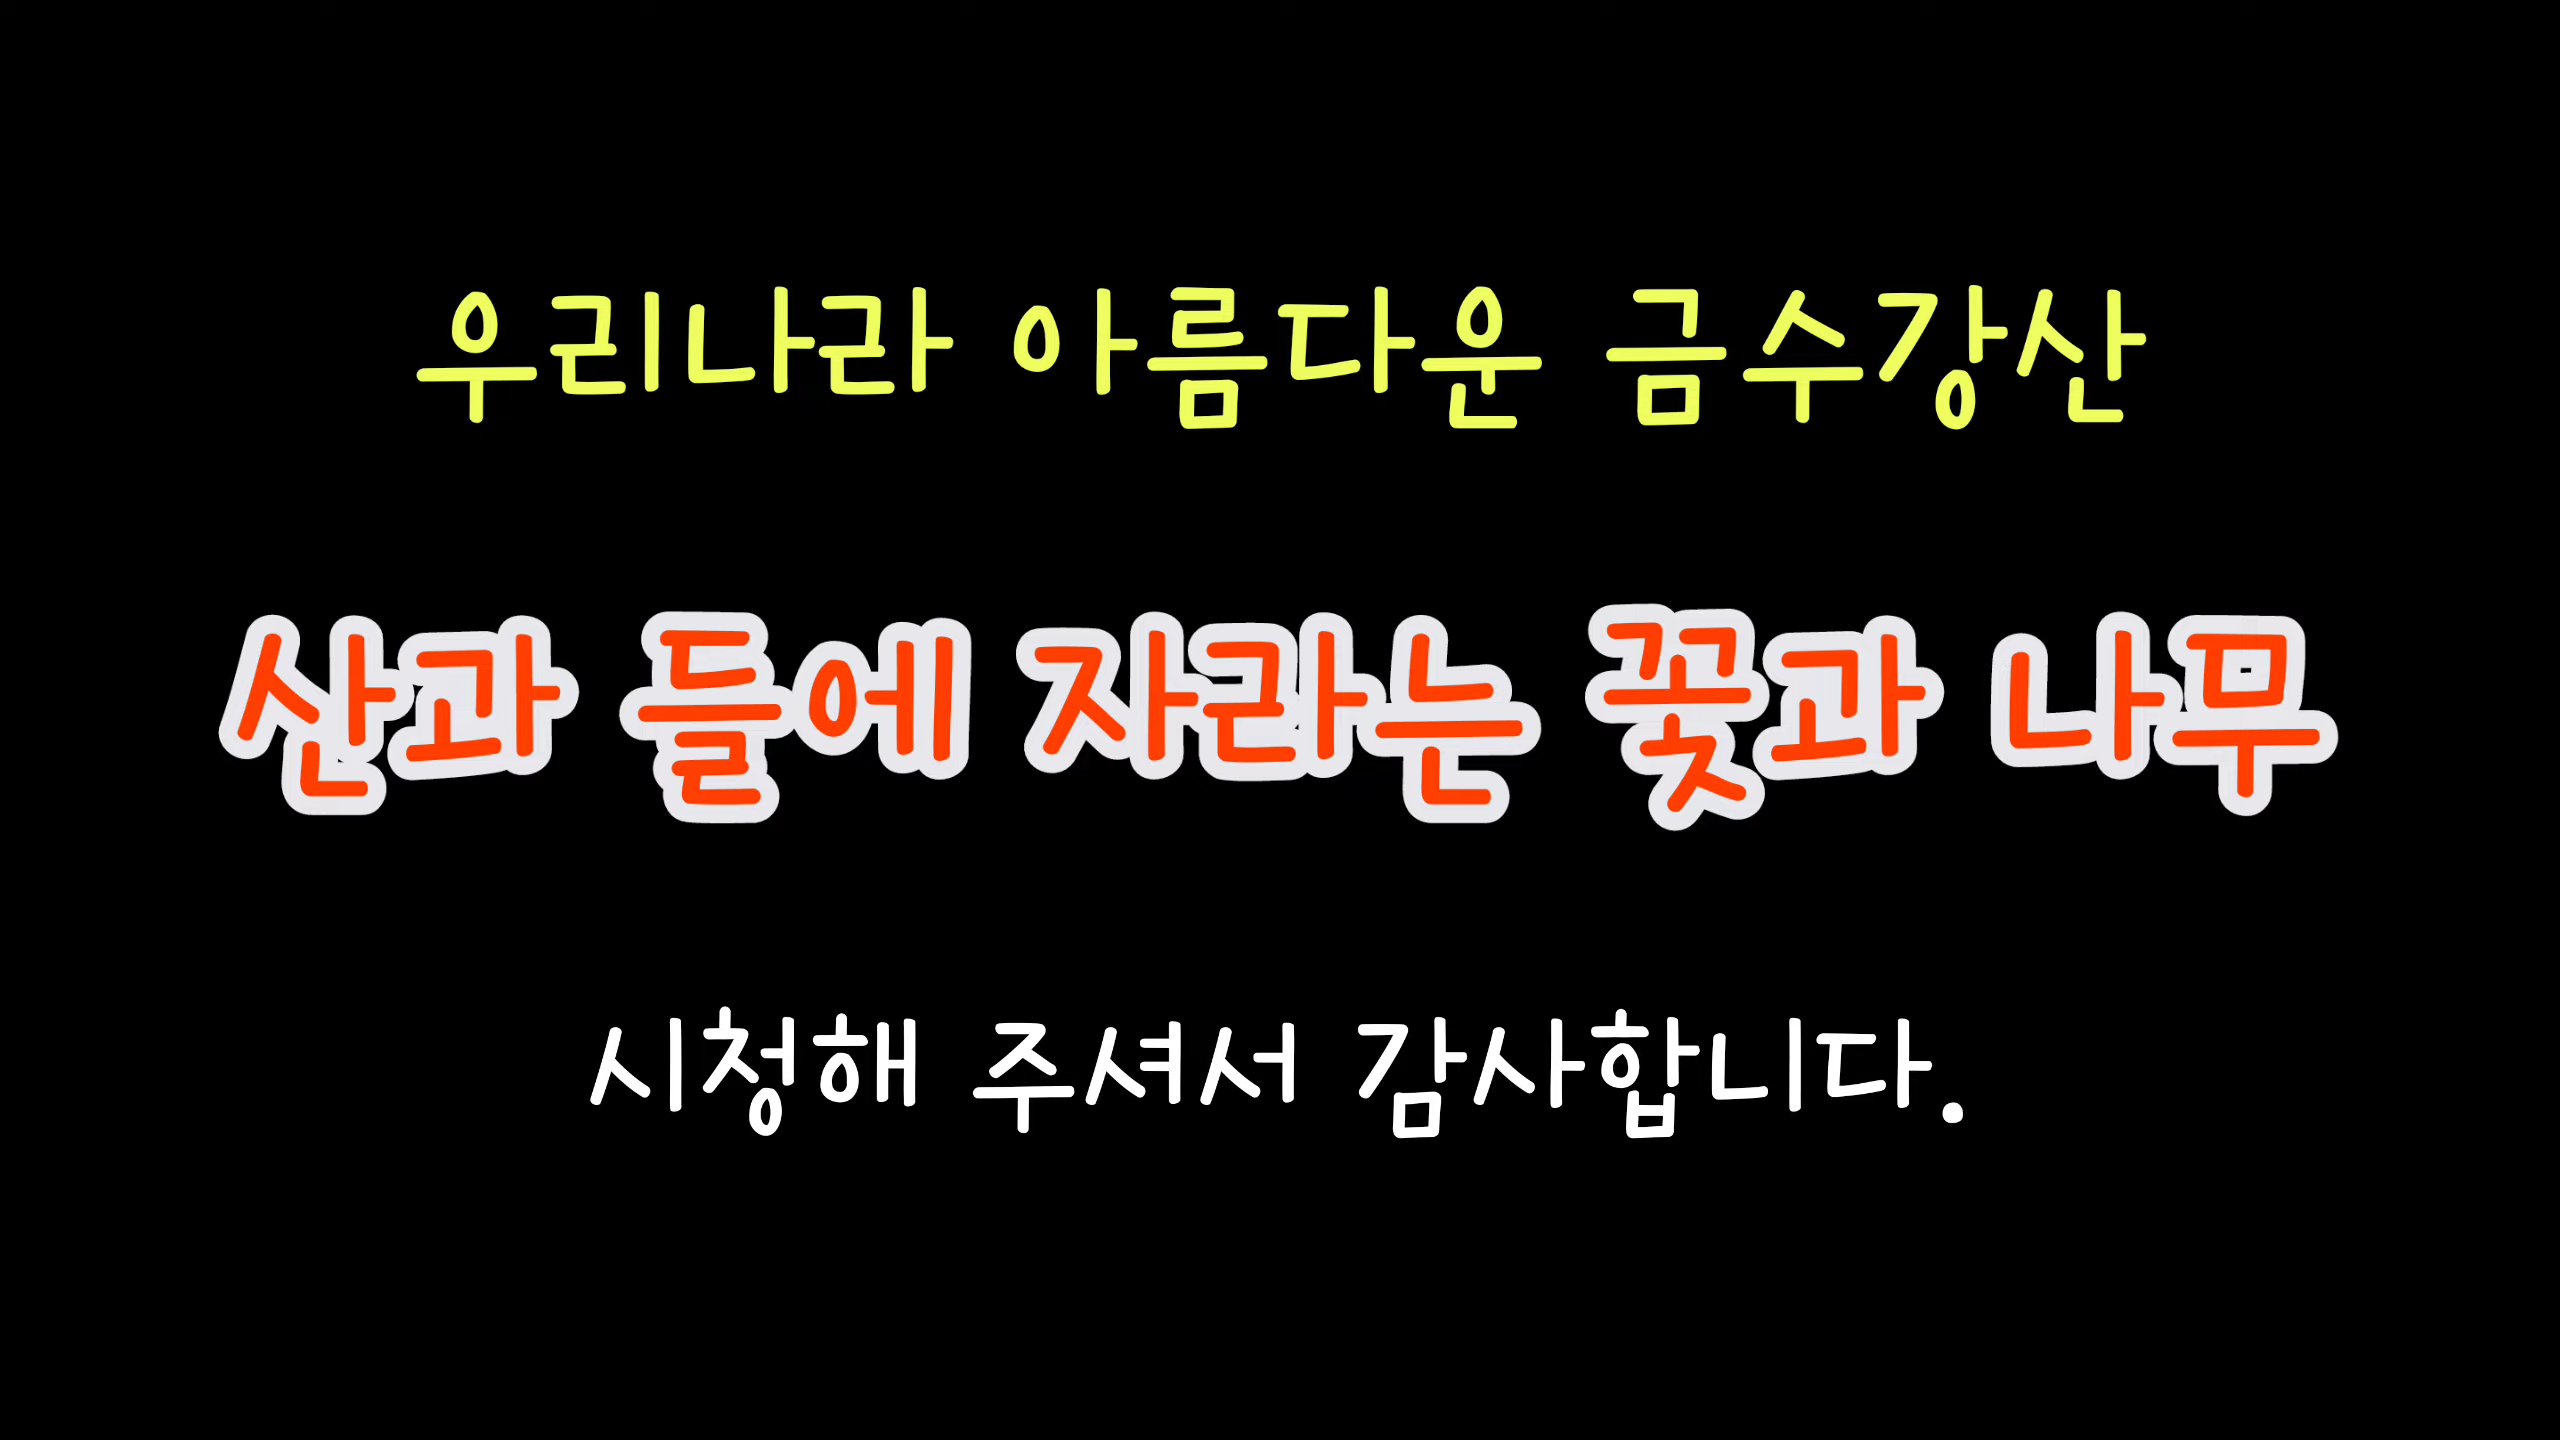 우리나라 아름다운 금수강산
산과 들에 자라는 꽃과 나무
시청해 주셔서 감사합니다.